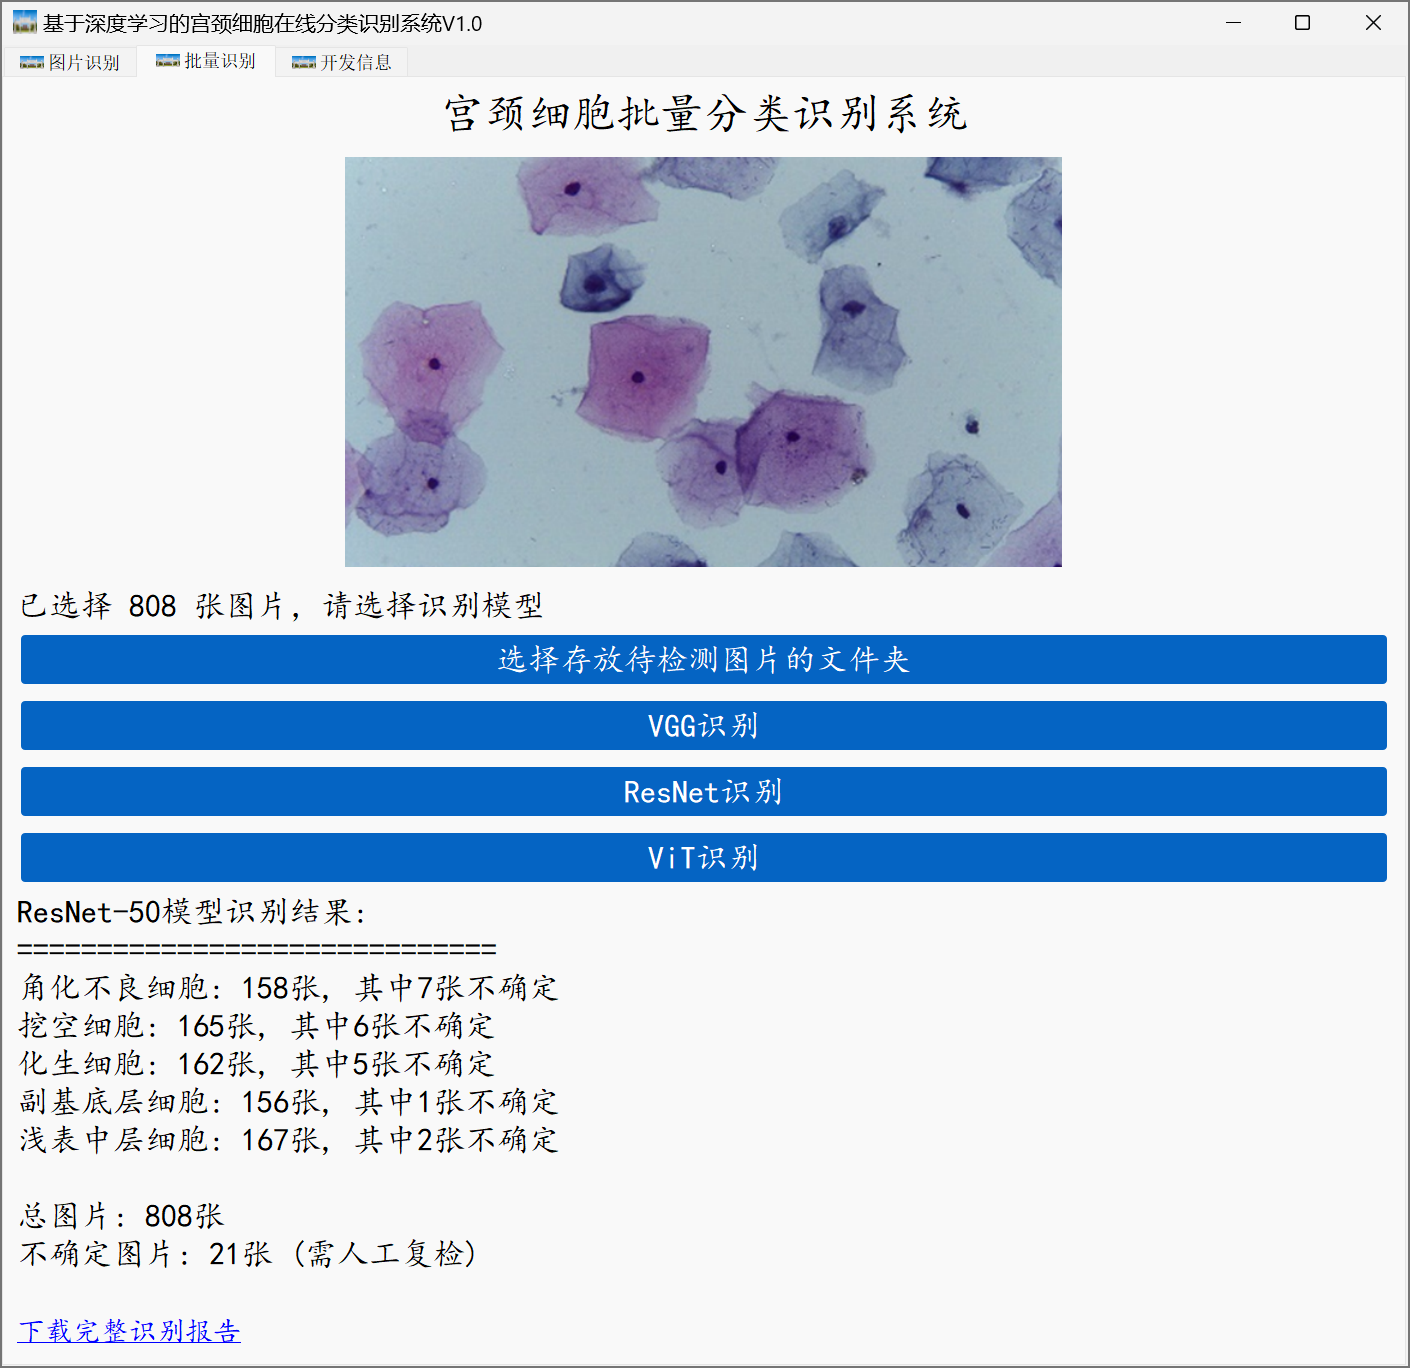 基于深度学习的宫颈细胞在线分类识别系统V1.0
图片识别 批量识别 开发信息
宫颈细胞批量分类识别系统
已选择 808 张图片，请选择识别模型
选择存放待检测图片的文件夹
VGG识别
ResNet识别
ViT识别
ResNet-50模型识别结果：
==============================
角化不良细胞：158张，其中7张不确定
挖空细胞：165张，其中6张不确定
化生细胞：162张，其中5张不确定
副基底层细胞：156张，其中1张不确定
浅表中层细胞：167张，其中2张不确定
总图片：808张
不确定图片：21张 (需人工复检)
下载完整识别报告